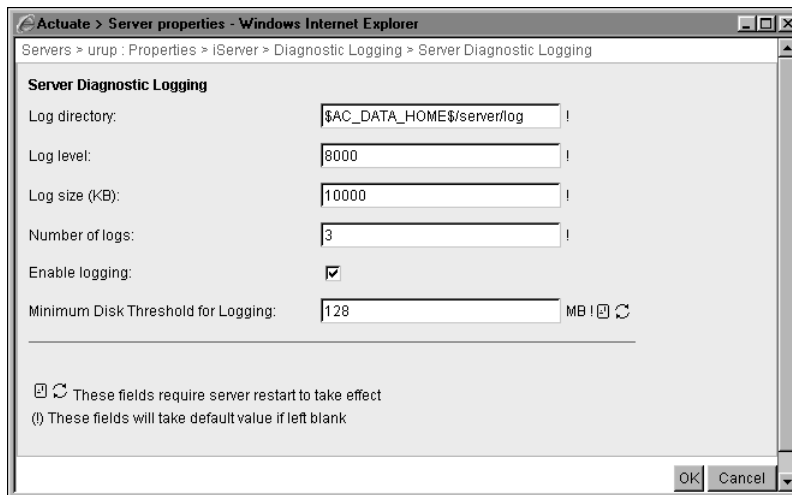 Actuate > Server properties - Windows Internet Explorer
Servers > urup : Properties > iServer > Diagnostic Logging > Server Diagnostic Logging
Server Diagnostic Logging
Log directory: $AC_DATA_HOME$/server/log !
Log level: 8000 !
Log size (KB): 10000 !
Number of logs: 3 !
Enable logging:
Minimum Disk Threshold for Logging: 128 MB !
These fields require server restart to take effect
(!) These fields will take default value if left blank
OK Cancel